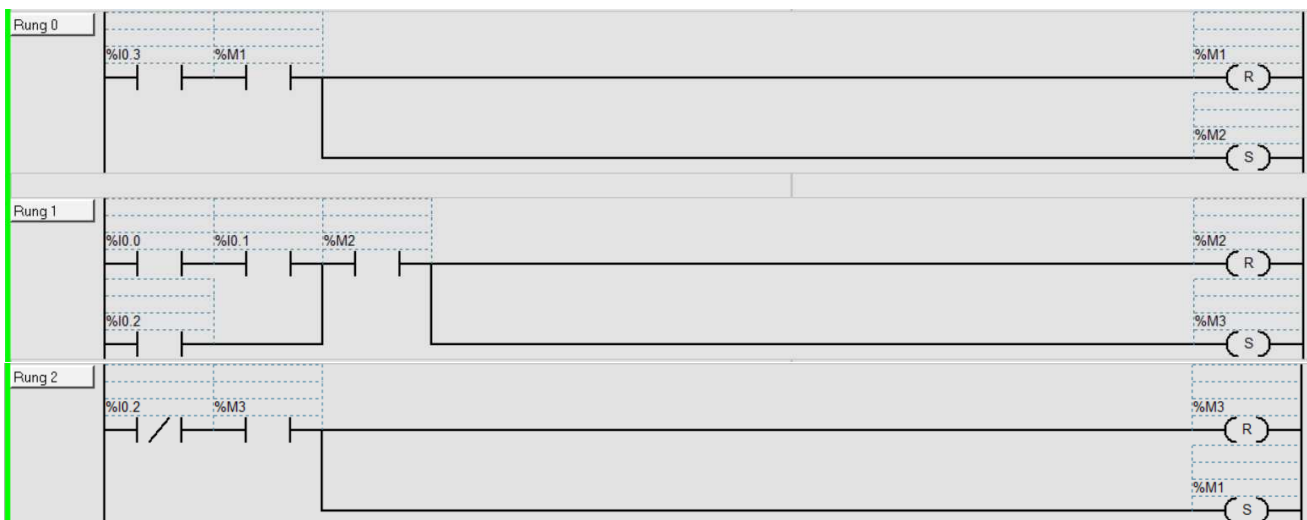 Rung 0
%I0.3 %M1 %M1
R
%M2
S
Rung 1
%I0.0 %I0.1 %M2 %M2
R
%I0.2 %M3
S
Rung 2
%I0.2 %M3 %M3
R
%M1
S